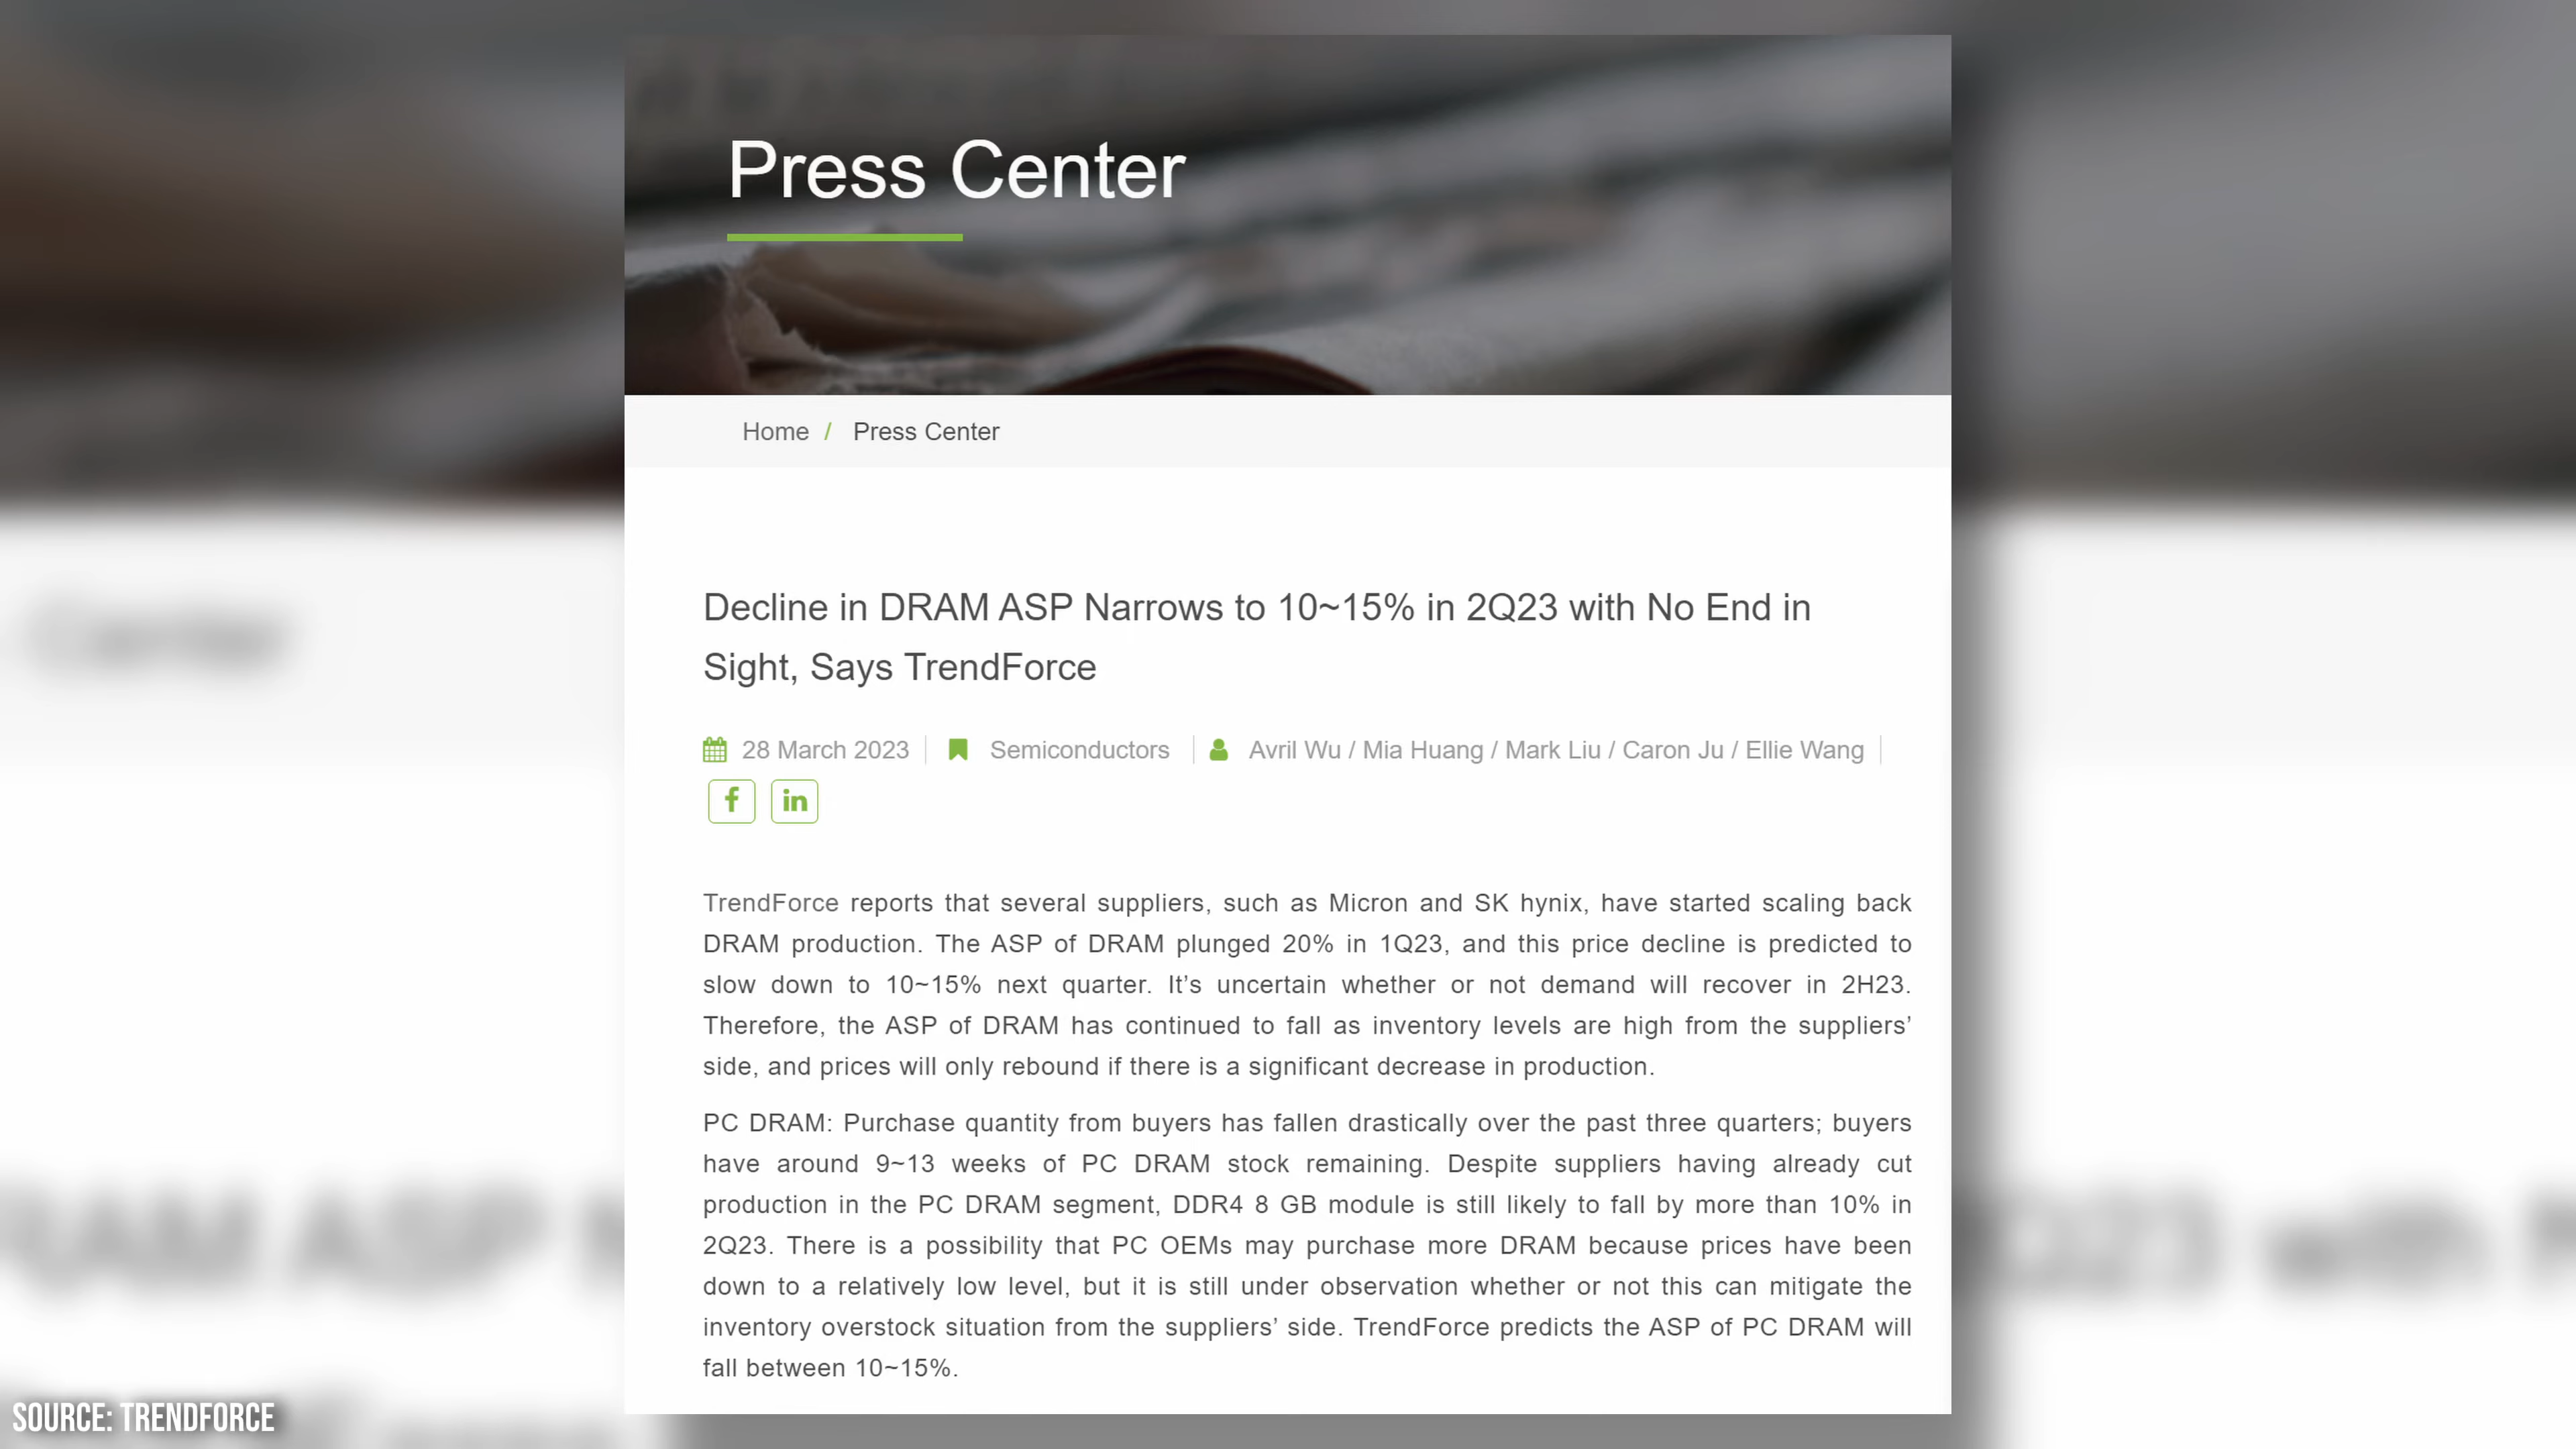 Press Center
Home / Press Center
Decline in DRAM ASP Narrows to 10~15% in 2Q23 with No End in
Sight, Says TrendForce
28 March 2023 Semiconductors Avril Wu / Mia Huang / Mark Liu / Caron Ju / Ellie Wang
f in
TrendForce reports that several suppliers, such as Micron and SK hynix, have started scaling back
DRAM production. The ASP of DRAM plunged 20% in 1Q23, and this price decline is predicted to
slow down to 10~15% next quarter. It’s uncertain whether or not demand will recover in 2H23.
Therefore, the ASP of DRAM has continued to fall as inventory levels are high from the suppliers’
side, and prices will only rebound if there is a significant decrease in production.
PC DRAM: Purchase quantity from buyers has fallen drastically over the past three quarters; buyers
have around 9~13 weeks of PC DRAM stock remaining. Despite suppliers having already cut
production in the PC DRAM segment, DDR4 8 GB module is still likely to fall by more than 10% in
2Q23. There is a possibility that PC OEMs may purchase more DRAM because prices have been
down to a relatively low level, but it is still under observation whether or not this can mitigate the
inventory overstock situation from the suppliers’ side. TrendForce predicts the ASP of PC DRAM will
fall between 10~15%.
SOURCE: TRENDFORCE
Center
RAM ASP
2Q23 with